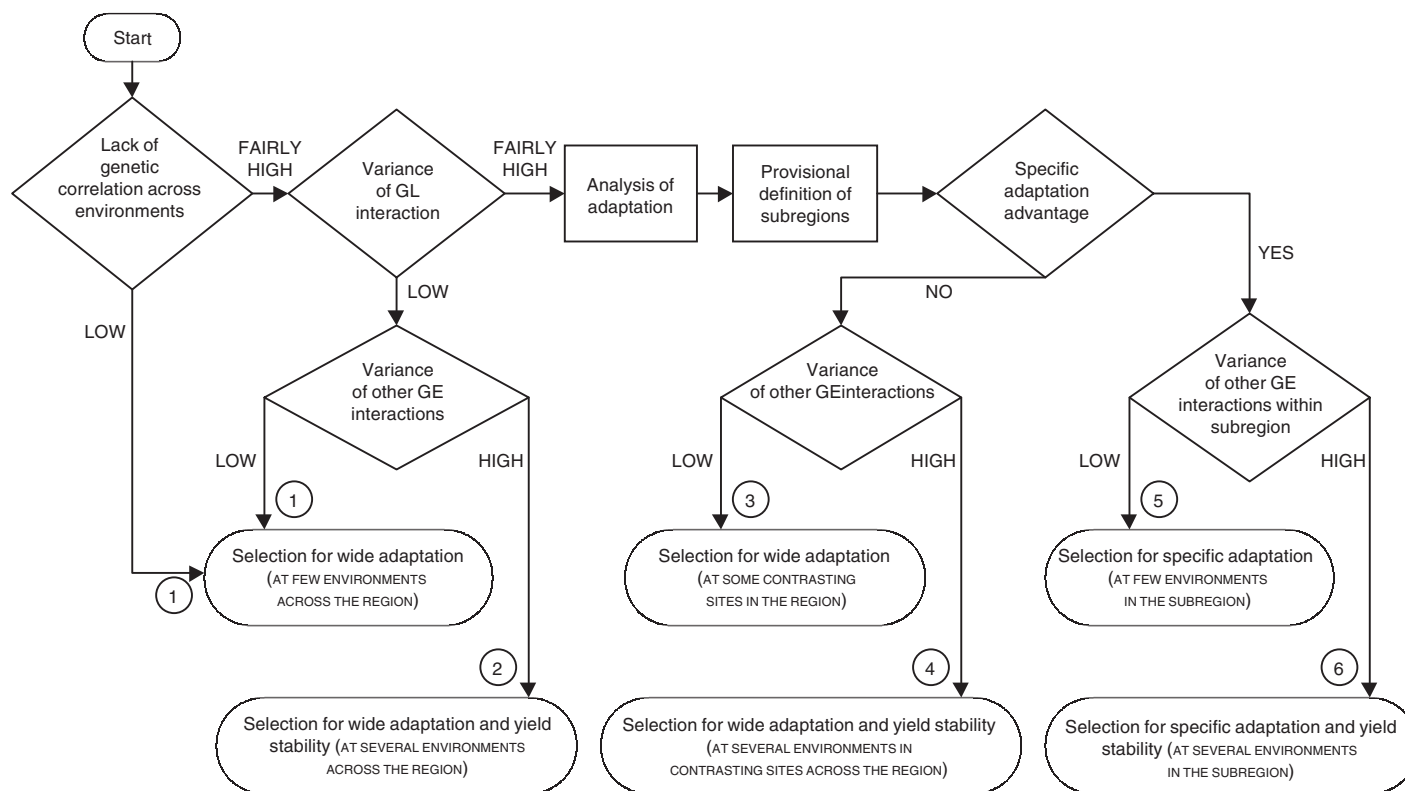 Start
Lack of
genetic
correlation across
environments
FAIRLY
HIGH
Variance
of GL
interaction
FAIRLY
HIGH
Analysis of
adaptation
Provisional
definition of
subregions
Specific
adaptation
advantage
YES
NO
LOW
LOW
Variance
of other GE
interactions
Variance
of other GEinteractions
Variance
of other GE
interactions within
subregion
LOW
HIGH
LOW
HIGH
LOW
HIGH
1
3
5
Selection for wide adaptation
(AT FEW ENVIRONMENTS
ACROSS THE REGION)
1
Selection for wide adaptation
(AT SOME CONTRASTING
SITES IN THE REGION)
Selection for specific adaptation
(AT FEW ENVIRONMENTS
IN THE SUBREGION)
2
4
6
Selection for wide adaptation and yield
stability (AT SEVERAL ENVIRONMENTS
ACROSS THE REGION)
Selection for wide adaptation and yield stability
(AT SEVERAL ENVIRONMENTS IN
CONTRASTING SITES ACROSS THE REGION)
Selection for specific adaptation and yield
stability (AT SEVERAL ENVIRONMENTS
IN THE SUBREGION)